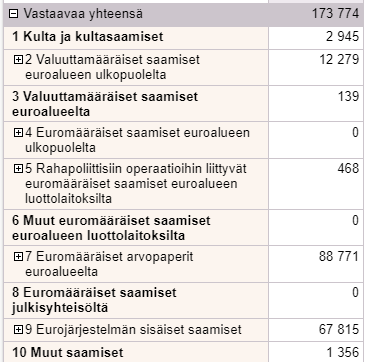 Vastaavaa yhteensä 173 774
1 Kulta ja kultasaamiset 2 945
2 Valuuttamääräiset saamiset 12 279
euroalueen ulkopuolelta
3 Valuuttamääräiset saamiset 139
euroalueelta
4 Euromääräiset saamiset euroalueen 0
ulkopuolelta
5 Rahapoliittisiin operaatioihin liittyvät 468
euromääräiset saamiset euroalueen
luottolaitoksilta
6 Muut euromääräiset saamiset 0
euroalueen luottolaitoksilta
7 Euromääräiset arvopaperit 88 771
euroalueelta
8 Euromääräiset saamiset 0
julkisyhteisöltä
9 Eurojärjestelmän sisäiset saamiset 67 815
10 Muut saamiset 1 356